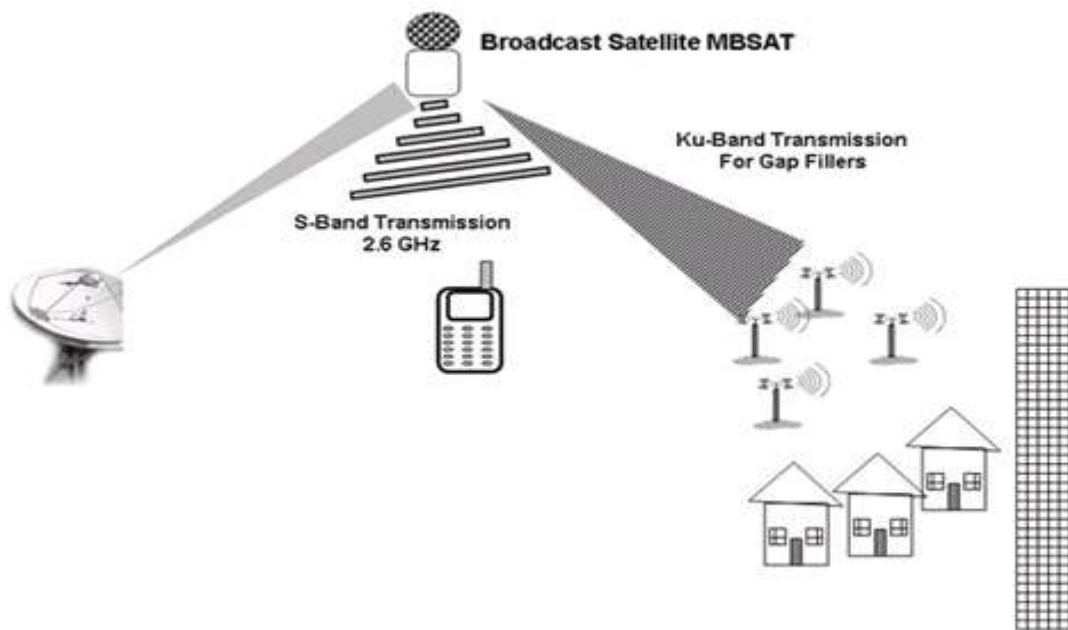 Broadcast Satellite MBSAT
Ku-Band Transmission
For Gap Fillers
S-Band Transmission
2.6 GHz